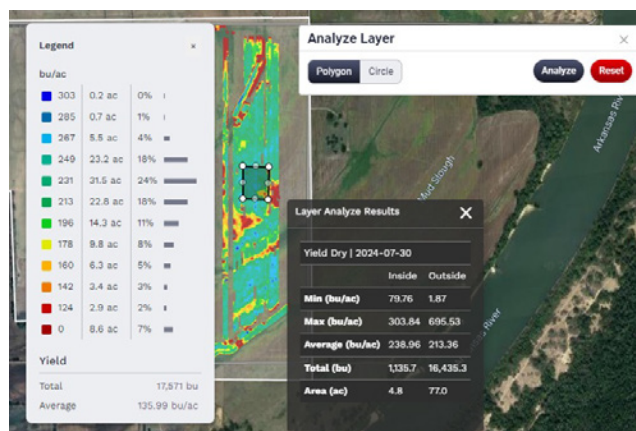 Legend
×
bu/ac
303 0.2 ac 0%
285 0.7 ac 1%
267 5.5 ac 4%
249 23.2 ac 18%
231 31.5 ac 24%
213 22.8 ac 18%
196 14.3 ac 11%
178 9.8 ac 8%
160 6.3 ac 5%
142 3.4 ac 3%
124 2.9 ac 2%
0 8.6 ac 7%
Yield
Total 17,571 bu
Average 135.99 bu/ac
Analyze Layer ×
Polygon Circle Analyze Reset
Arkansas River
Mud Slough
Layer Analyze Results X
Yield Dry | 2024-07-30
Inside Outside
Min (bu/ac) 79.76 1.87
Max (bu/ac) 303.84 695.53
Average (bu/ac) 238.96 213.36
Total (bu) 1,135.7 16,435.3
Area (ac) 4.8 77.0
River